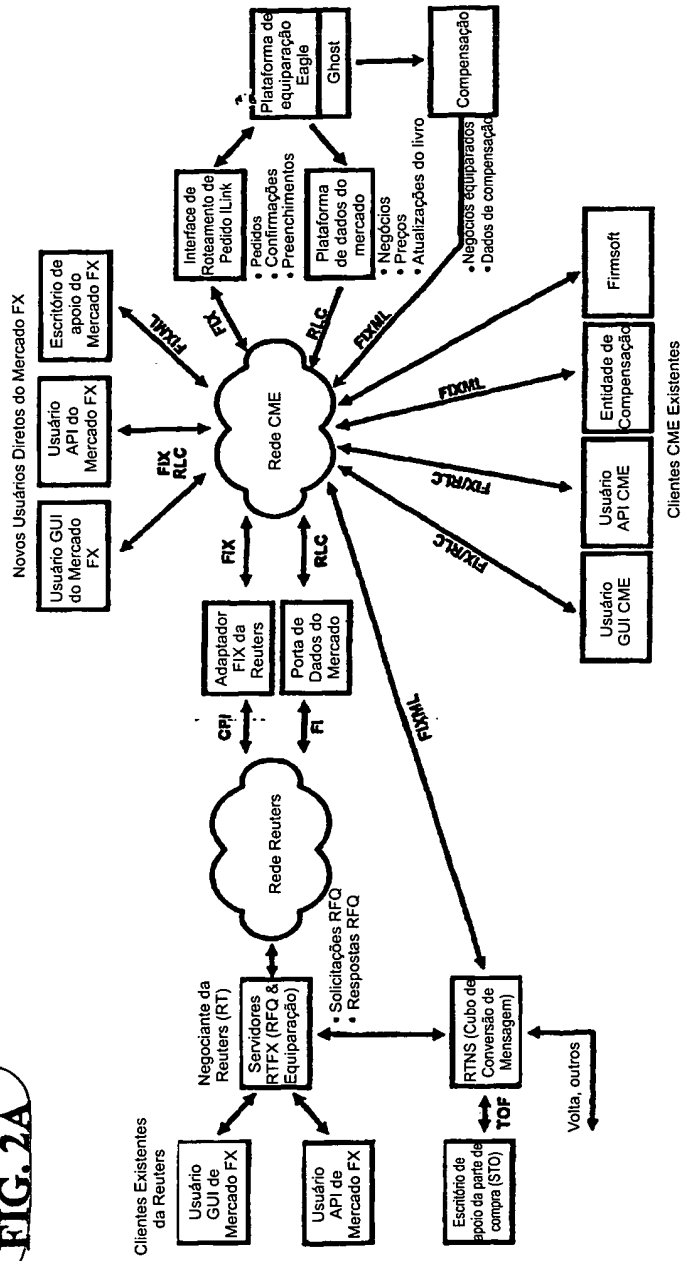 FIG. 2A
Novos Usuários Diretos do Mercado FX
Usuário GUI
do Mercado
FX
Usuário
API do
Mercado FX
Escritório de
apoio do
Mercado FX
FIX
RLC
FIXML
Clientes Existentes
da Reuters
Usuário
GUI de
Mercado FX
Usuário
API de
Mercado FX
Negociante da
Reuters (RT)
Servidores
RTFX (RFQ &
Equiparação)
• Solicitações RFQ
• Respostas RFQ
Rede Reuters
CPI
FI
Adaptador
FIX da
Reuters
Porta de
Dados do
Mercado
FIX
RLC
Rede CME
FIX
RLC
FIXML
Interface de
Roteamento de
Pedido ILink
• Pedidos
• Confirmações
• Preenchimentos
Plataforma
de dados do
mercado
• Negócios
• Preços
• Atualizações do livro
Plataforma de
equiparação
Eagle
Ghost
Compensação
• Negócios equiparados
• Dados de compensação
Escritório de
apoio da parte de
compra (STO)
TOF
RTNS (Cubo de
Conversão de
Mensagem)
Volta, outros
FIXML
FIX/RLC
FIX/RLC
FIXML
Usuário
GUI CME
Usuário
API CME
Entidade de
Compensação
Firmsoft
Clientes CME Existentes